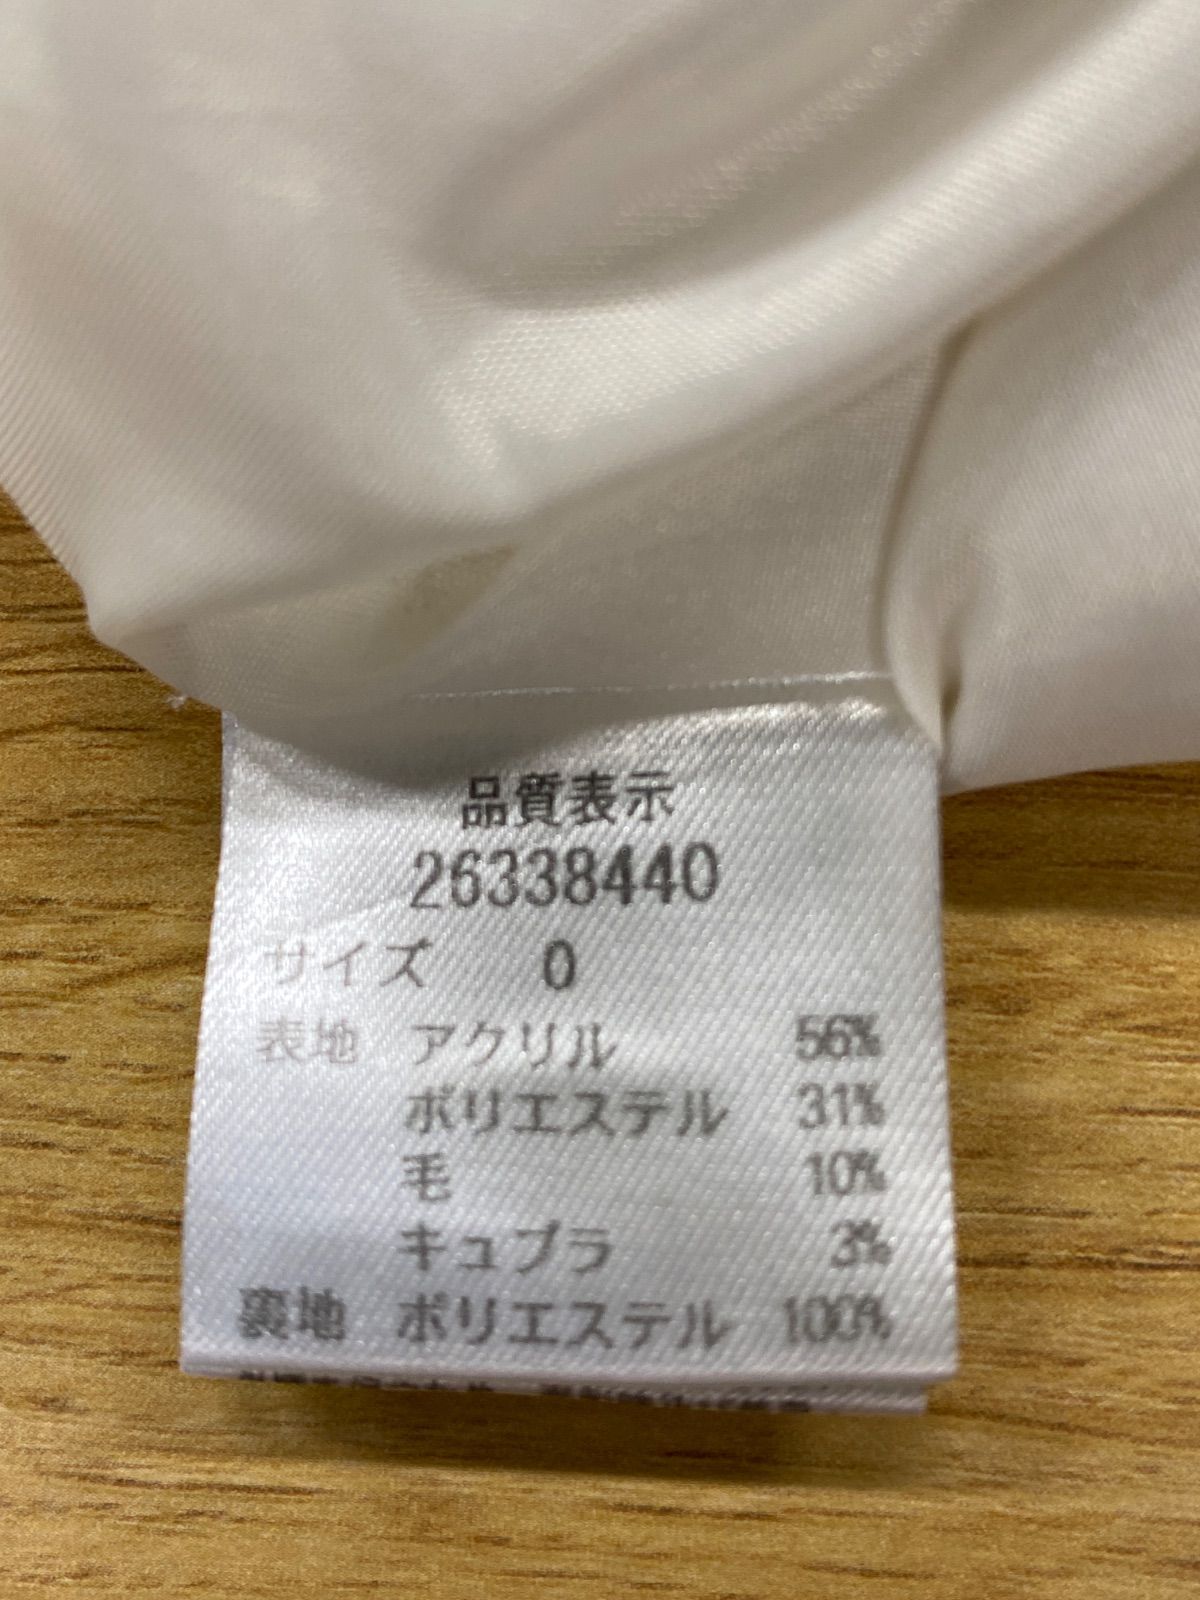 品質表示
26338440
サイズ 0
表地 アクリル 56%
ポリエステル 31%
毛 10%
キュプラ 3%
裏地 ポリエステル 100%